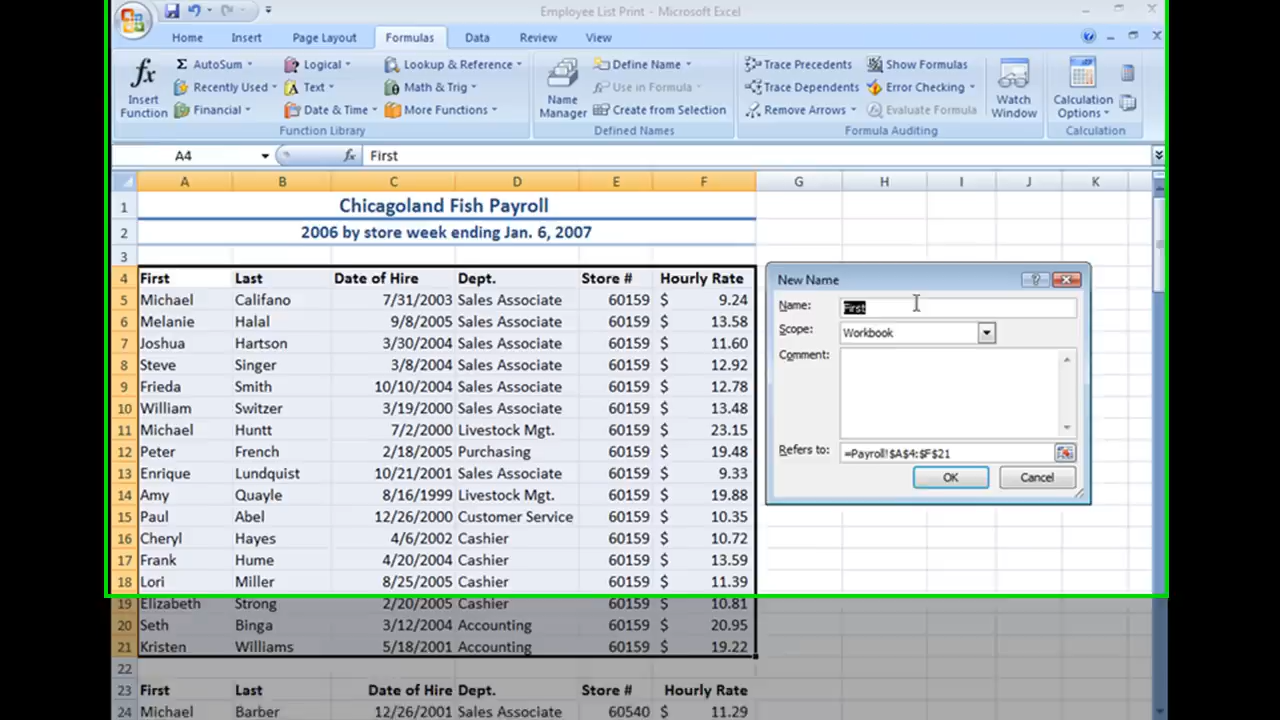 Employee List Print - Microsoft Excel
Home Insert Page Layout Formulas Data Review View
fx Insert Function
Σ AutoSum Logical Lookup & Reference
Recently Used Text Math & Trig
Financial Date & Time More Functions
Function Library
Name Manager
Define Name
Use in Formula
Create from Selection
Defined Names
Trace Precedents Show Formulas
Trace Dependents Error Checking
Remove Arrows Evaluate Formula
Formula Auditing
Watch Window
Calculation Options
Calculation
A4 fx First
A B C D E F G H I J K
1 Chicagoland Fish Payroll
2 2006 by store week ending Jan. 6, 2007
3
4 First Last Date of Hire Dept. Store # Hourly Rate
5 Michael Califano 7/31/2003 Sales Associate 60159 $ 9.24
6 Melanie Halal 9/8/2005 Sales Associate 60159 $ 13.58
7 Joshua Hartson 3/30/2004 Sales Associate 60159 $ 11.60
8 Steve Singer 3/8/2004 Sales Associate 60159 $ 12.92
9 Frieda Smith 10/10/2004 Sales Associate 60159 $ 12.78
10 William Switzer 3/19/2000 Sales Associate 60159 $ 13.48
11 Michael Huntt 7/2/2000 Livestock Mgt. 60159 $ 23.15
12 Peter French 2/18/2005 Purchasing 60159 $ 19.48
13 Enrique Lundquist 10/21/2001 Sales Associate 60159 $ 9.33
14 Amy Quayle 8/16/1999 Livestock Mgt. 60159 $ 19.88
15 Paul Abel 12/26/2000 Customer Service 60159 $ 10.35
16 Cheryl Hayes 4/6/2002 Cashier 60159 $ 10.72
17 Frank Hume 4/20/2004 Cashier 60159 $ 13.59
18 Lori Miller 8/25/2005 Cashier 60159 $ 11.39
19 Elizabeth Strong 2/20/2005 Cashier 60159 $ 10.81
20 Seth Binga 3/12/2004 Accounting 60159 $ 20.95
21 Kristen Williams 5/18/2001 Accounting 60159 $ 19.22
22
23 First Last Date of Hire Dept. Store # Hourly Rate
24 Michael Barber 12/26/2001 Sales Associate 60540 $ 11.29
New Name
Name: First
Scope: Workbook
Comment:
Refers to: =Payroll!$A$4:$F$21
OK Cancel